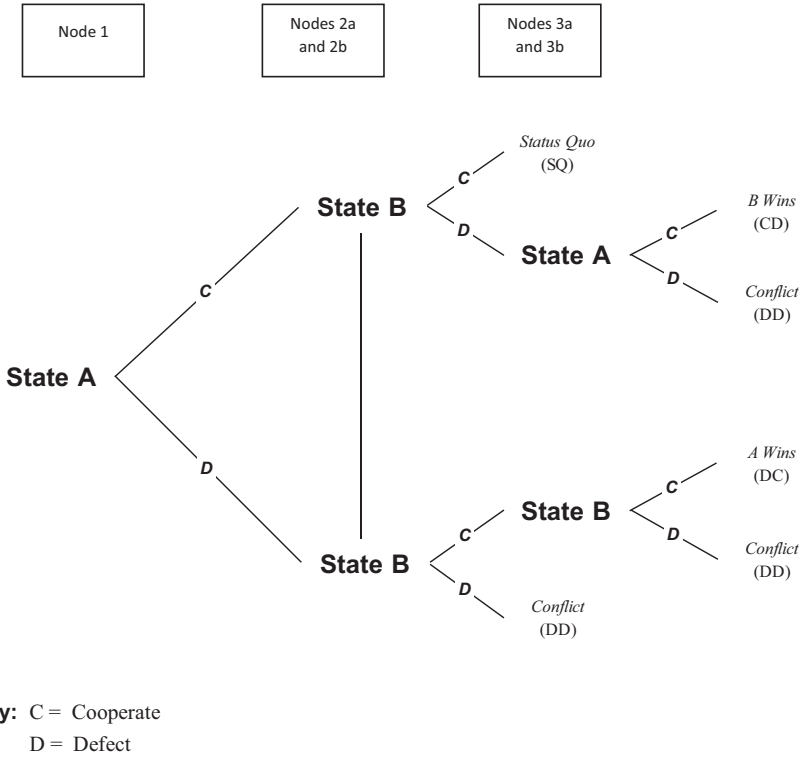 Node 1
Nodes 2a
and 2b
Nodes 3a
and 3b
Status Quo
(SQ)
C
State B
D
B Wins
(CD)
C
State A
D
Conflict
(DD)
C
State A
D
A Wins
(DC)
C
State B
D
Conflict
(DD)
C
State B
D
Conflict
(DD)
y: C = Cooperate
D = Defect